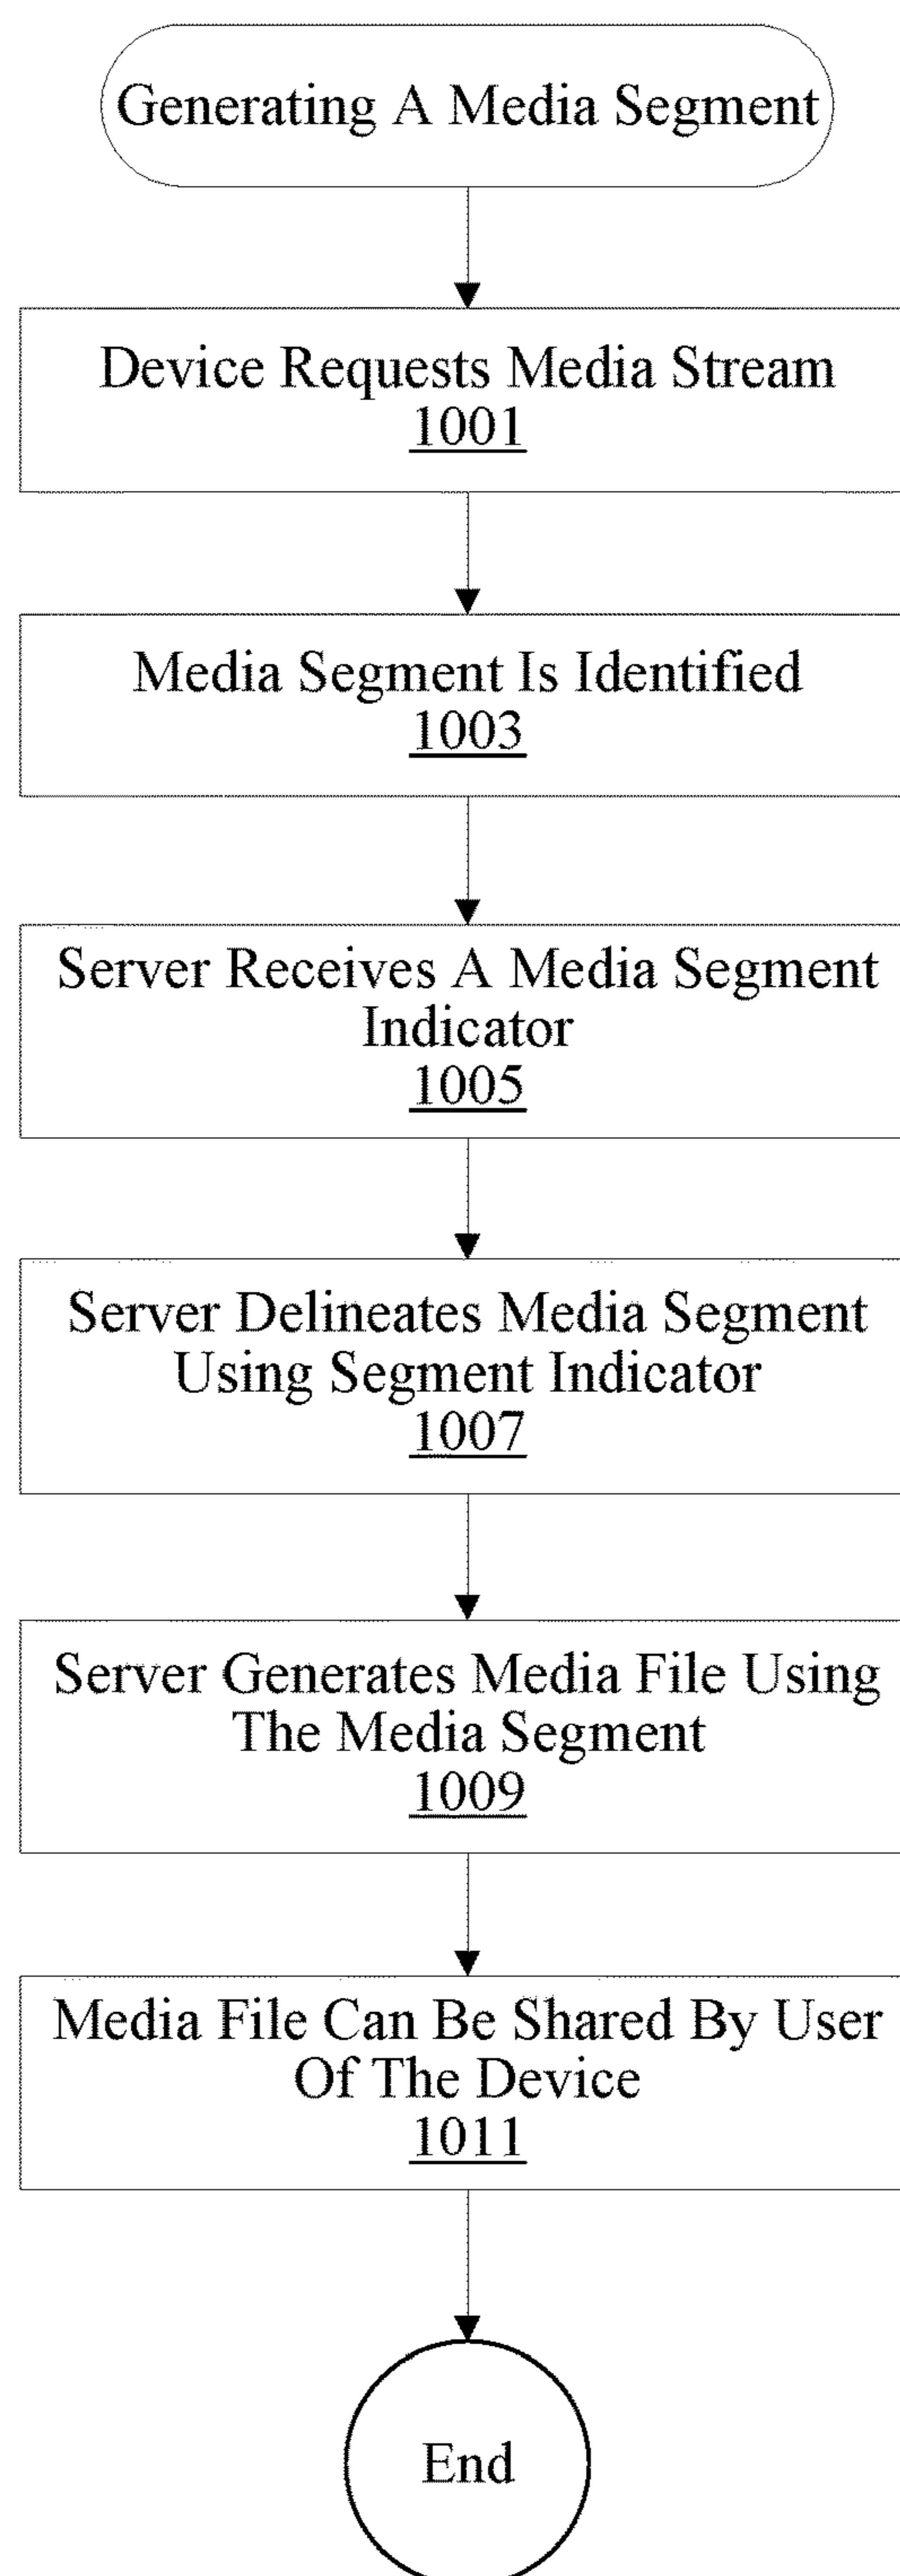 Generating A Media Segment
Device Requests Media Stream
1001
Media Segment Is Identified
1003
Server Receives A Media Segment
Indicator
1005
Server Delineates Media Segment
Using Segment Indicator
1007
Server Generates Media File Using
The Media Segment
1009
Media File Can Be Shared By User
Of The Device
1011
End